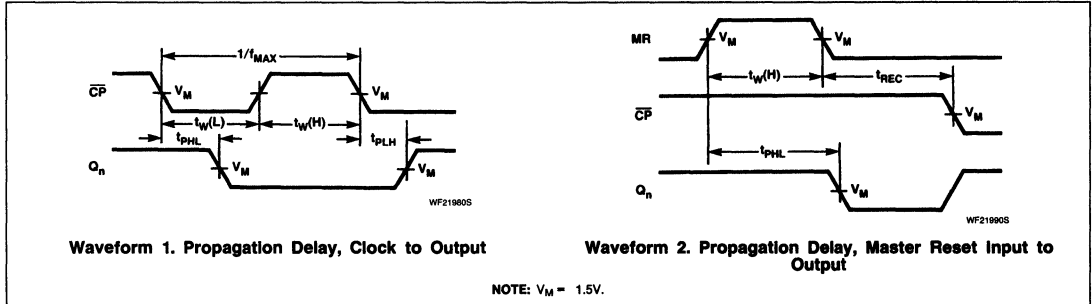 1/fMAX
CP
VM
tW(L)
tW(H)
tPHL
tPLH
Qn
VM
VM
WF21980S
Waveform 1. Propagation Delay, Clock to Output
MR
VM
VM
tW(H)
tREC
CP
VM
tPHL
Qn
VM
WF21990S
Waveform 2. Propagation Delay, Master Reset Input to
Output
NOTE: VM = 1.5V.